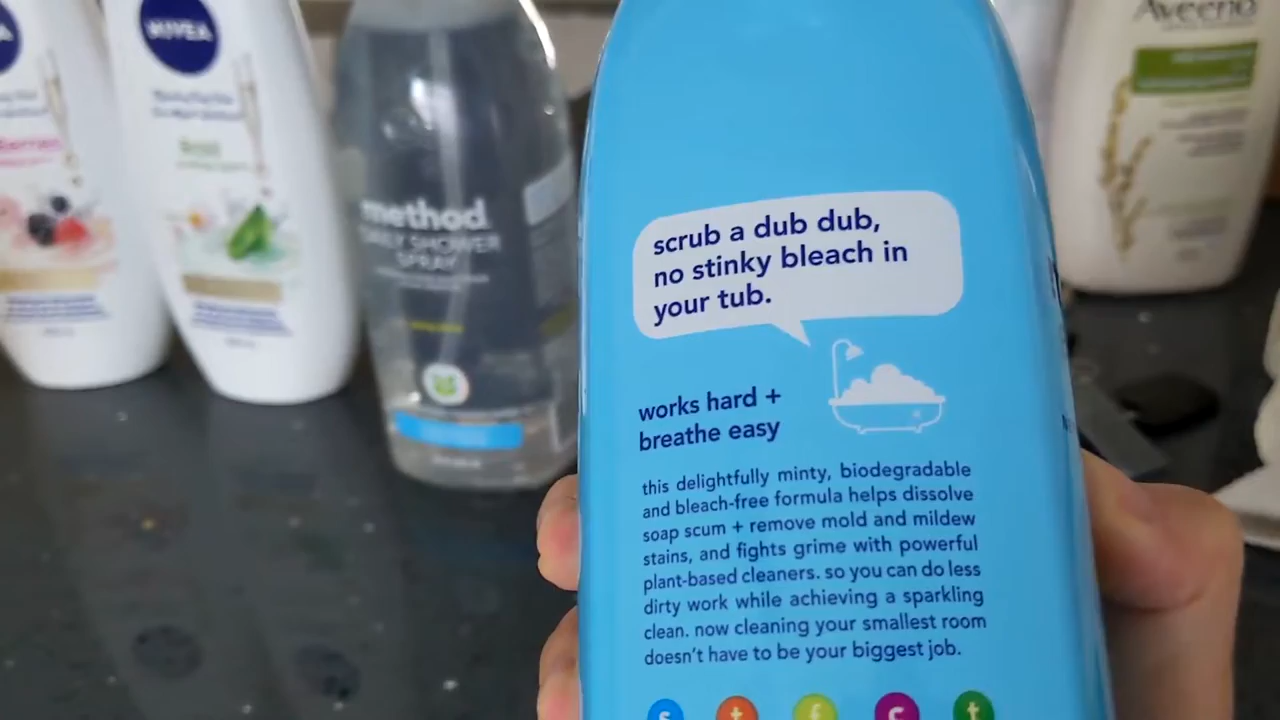 NIVEA
method
DAILY SHOWER
SPRAY
Aveeno
scrub a dub dub,
no stinky bleach in
your tub.
works hard +
breathe easy
this delightfully minty, biodegradable
and bleach-free formula helps dissolve
soap scum + remove mold and mildew
stains, and fights grime with powerful
plant-based cleaners. so you can do less
dirty work while achieving a sparkling
clean. now cleaning your smallest room
doesn't have to be your biggest job.
s t f c t